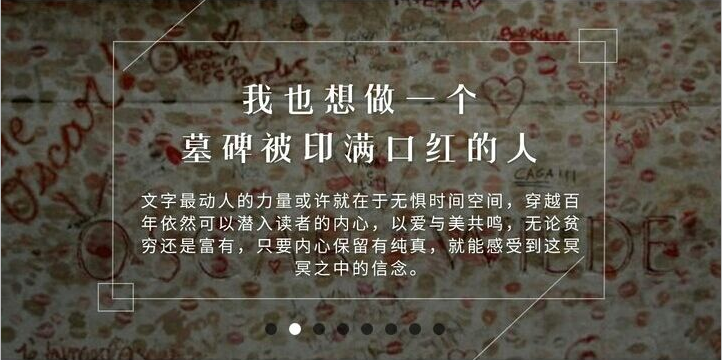 我也想做一个
墓碑被印满口红的人
文字最动人的力量或许就在于无惧时间空间，穿越百
年依然可以潜入读者的内心，以爱与美共鸣，无论贫
穷还是富有，只要内心保留有纯真，就能感受到这冥
冥之中的信念。
Oscar!
CAGA!!!
OSCAR WILDE